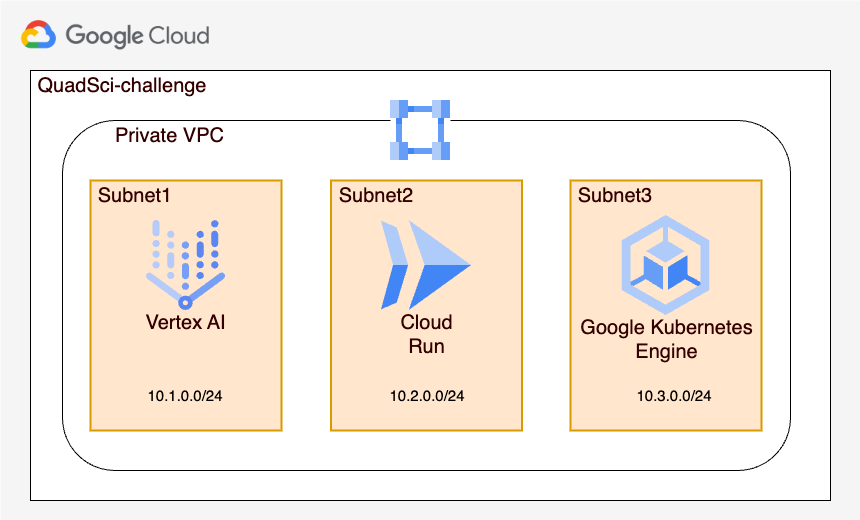 Google Cloud
QuadSci-challenge
Private VPC
Subnet1
Vertex AI
10.1.0.0/24
Subnet2
Cloud
Run
10.2.0.0/24
Subnet3
Google Kubernetes
Engine
10.3.0.0/24